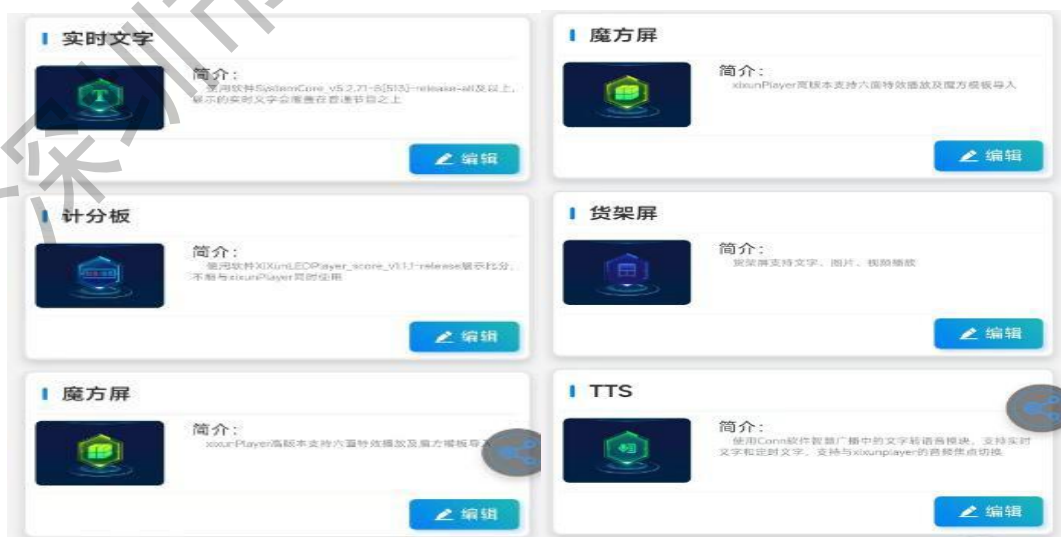 深圳市
实时文字
简介：
使用软件SystemCore_v5.2.71-8[513]-release-all及以上，
展示的实时文字会覆盖在普通节目之上
编辑
计分板
简介：
使用软件XiXunLEDPlayer_score_v1.1.1-release展示比分，
不能与xixunPlayer同时使用
编辑
魔方屏
简介：
xixunPlayer高版本支持六面特效播放及魔方模板导入
编辑
魔方屏
简介：
xixunPlayer高版本支持六面特效播放及魔方模板导入
编辑
货架屏
简介：
货架屏支持文字、图片、视频播放
编辑
TTS
简介：
使用Conn软件智慧广播中的文字转语音模块，支持实时
文字和定时文字，支持与xixunplayer的音频焦点切换
编辑